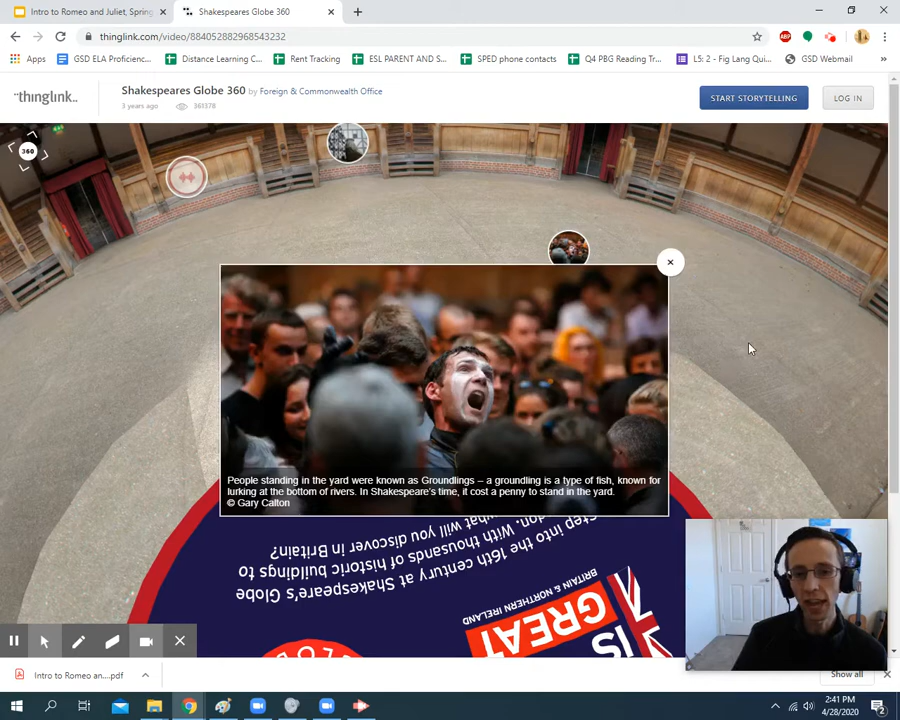 Intro to Romeo and Juliet, Spring
Shakespeares Globe 360
thinglink.com/video/884052882968543232
Apps
GSD ELA Proficienc...
Distance Learning C...
Rent Tracking
ESL PARENT AND S...
SPED phone contacts
Q4 PBG Reading Tr...
L5: 2 - Fig Lang Qui...
GSD Webmail
thinglink..
Shakespeares Globe 360 by Foreign & Commonwealth Office
3 years ago 361378
START STORYTELLING
LOG IN
360
People standing in the yard were known as Groundlings – a groundling is a type of fish, known for
lurking at the bottom of rivers. In Shakespeare's time, it cost a penny to stand in the yard.
© Gary Calton
Step into the 16th century at Shakespeare's Globe
With thousands of historic buildings to
what will you discover in Britain?
BRITAIN & NORTHERN IRELAND
GREAT
IS
Intro to Romeo an....pdf
Show all
2:41 PM
4/28/2020
2